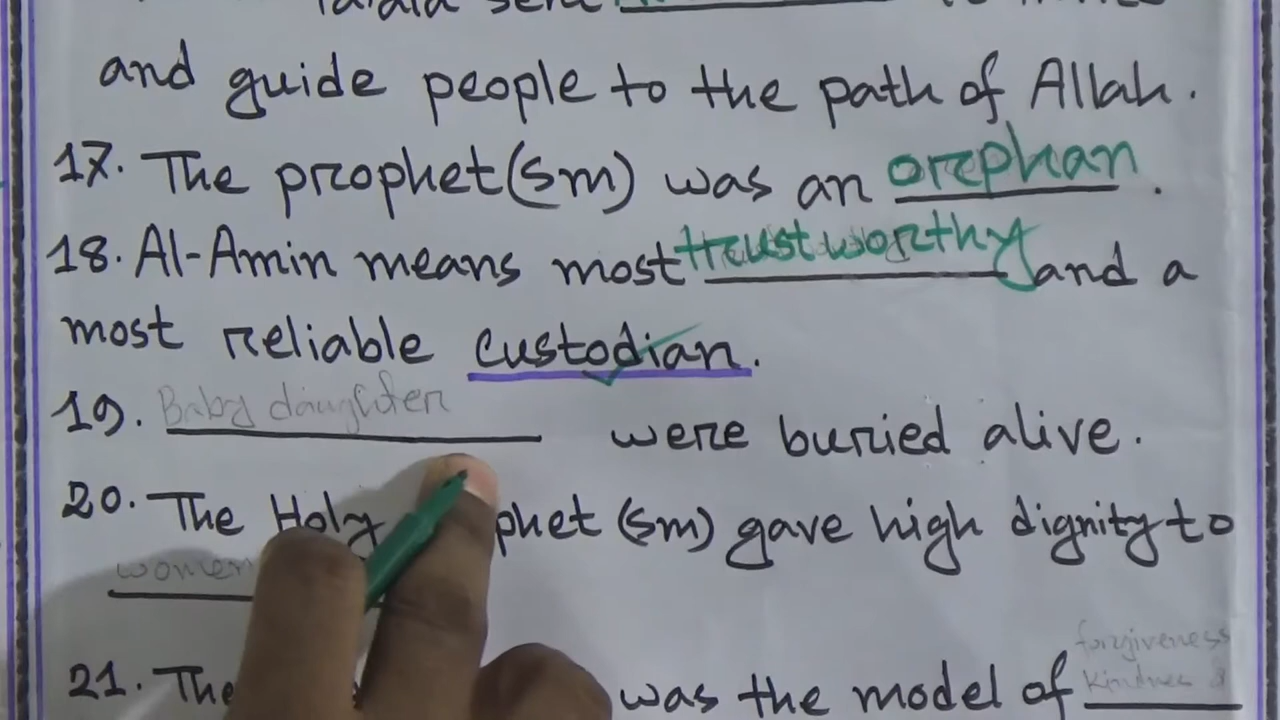 and guide people to the path of Allah.
17. The prophet (sm) was an orephan.
18. Al-Amin means most trustworthy and a
most reliable custodian.
19. Baby daughter were buried alive.
20. The Holy phet (sm) gave high dignity to
women
forgiveness
21. The was the model of kindness &